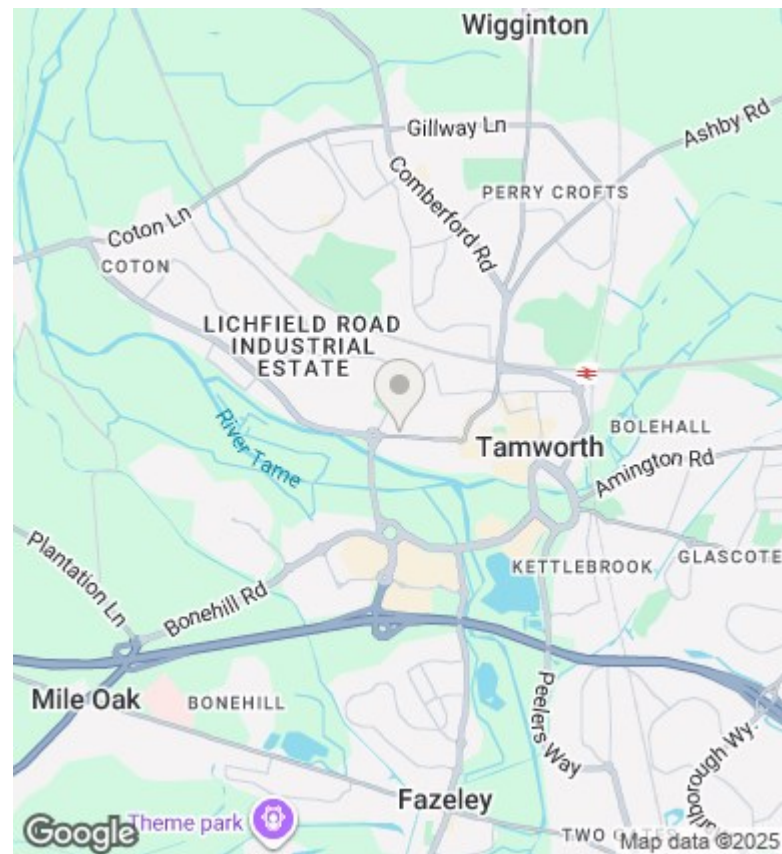 Wigginton
Gillway Ln
Ashby Rd
Comberford Rd
PERRY CROFTS
Coton Ln
COTON
LICHFIELD ROAD
INDUSTRIAL
ESTATE
River Tame
Tamworth
BOLEHALL
Amington Rd
Plantation Ln
KETTLEBROOK
GLASCOTE
Bonehill Rd
Mile Oak
BONEHILL
Peelers Way
Fazeley
Google
Theme park
TWO
Map data ©2025